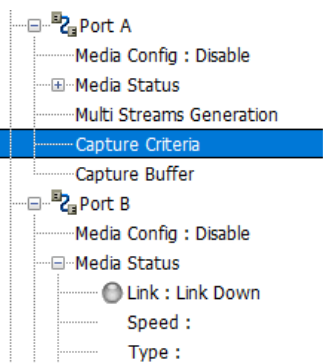 Port A
Media Config : Disable
Media Status
Multi Streams Generation
Capture Criteria
Capture Buffer
Port B
Media Config : Disable
Media Status
Link : Link Down
Speed :
Type :